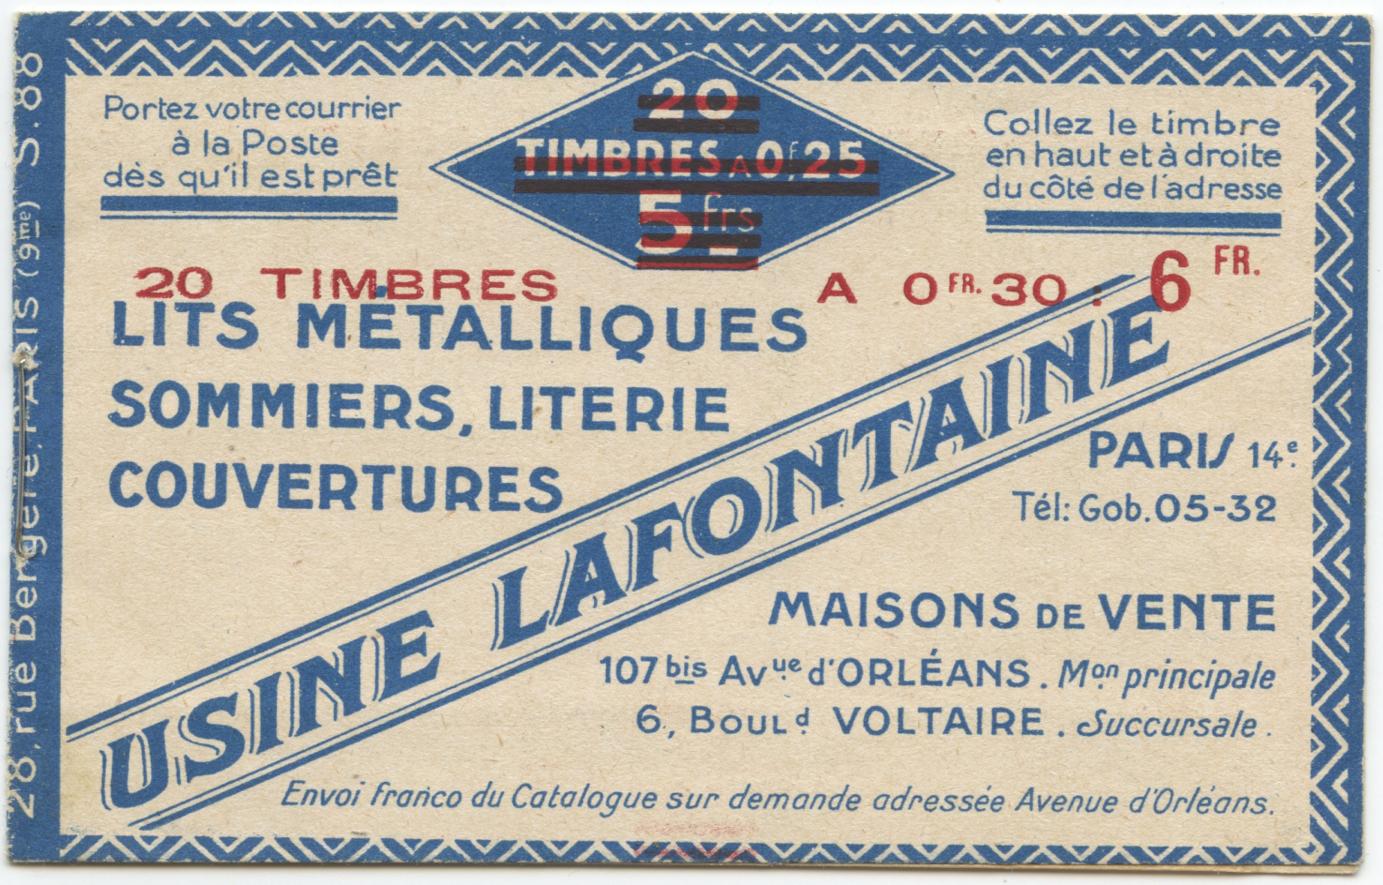 Portez votre courrier
à la Poste
dès qu'il est prêt
20
TIMBRES A 0F,25
5 frs
Collez le timbre
en haut et à droite
du côté de l'adresse
20 TIMBRES A 0 FR. 30 : 6 FR.
LITS MÉTALLIQUES
SOMMIERS, LITERIE
COUVERTURES
USINE LAFONTAINE
PARIS 14e.
Tél: Gob. 05-32
MAISONS DE VENTE
107 bis Avue d'ORLÉANS. Mon principale
6, Bould VOLTAIRE. Succursale.
Envoi franco du Catalogue sur demande adressée Avenue d'Orléans.
28, rue Bergère, PARIS (9me) S. 88